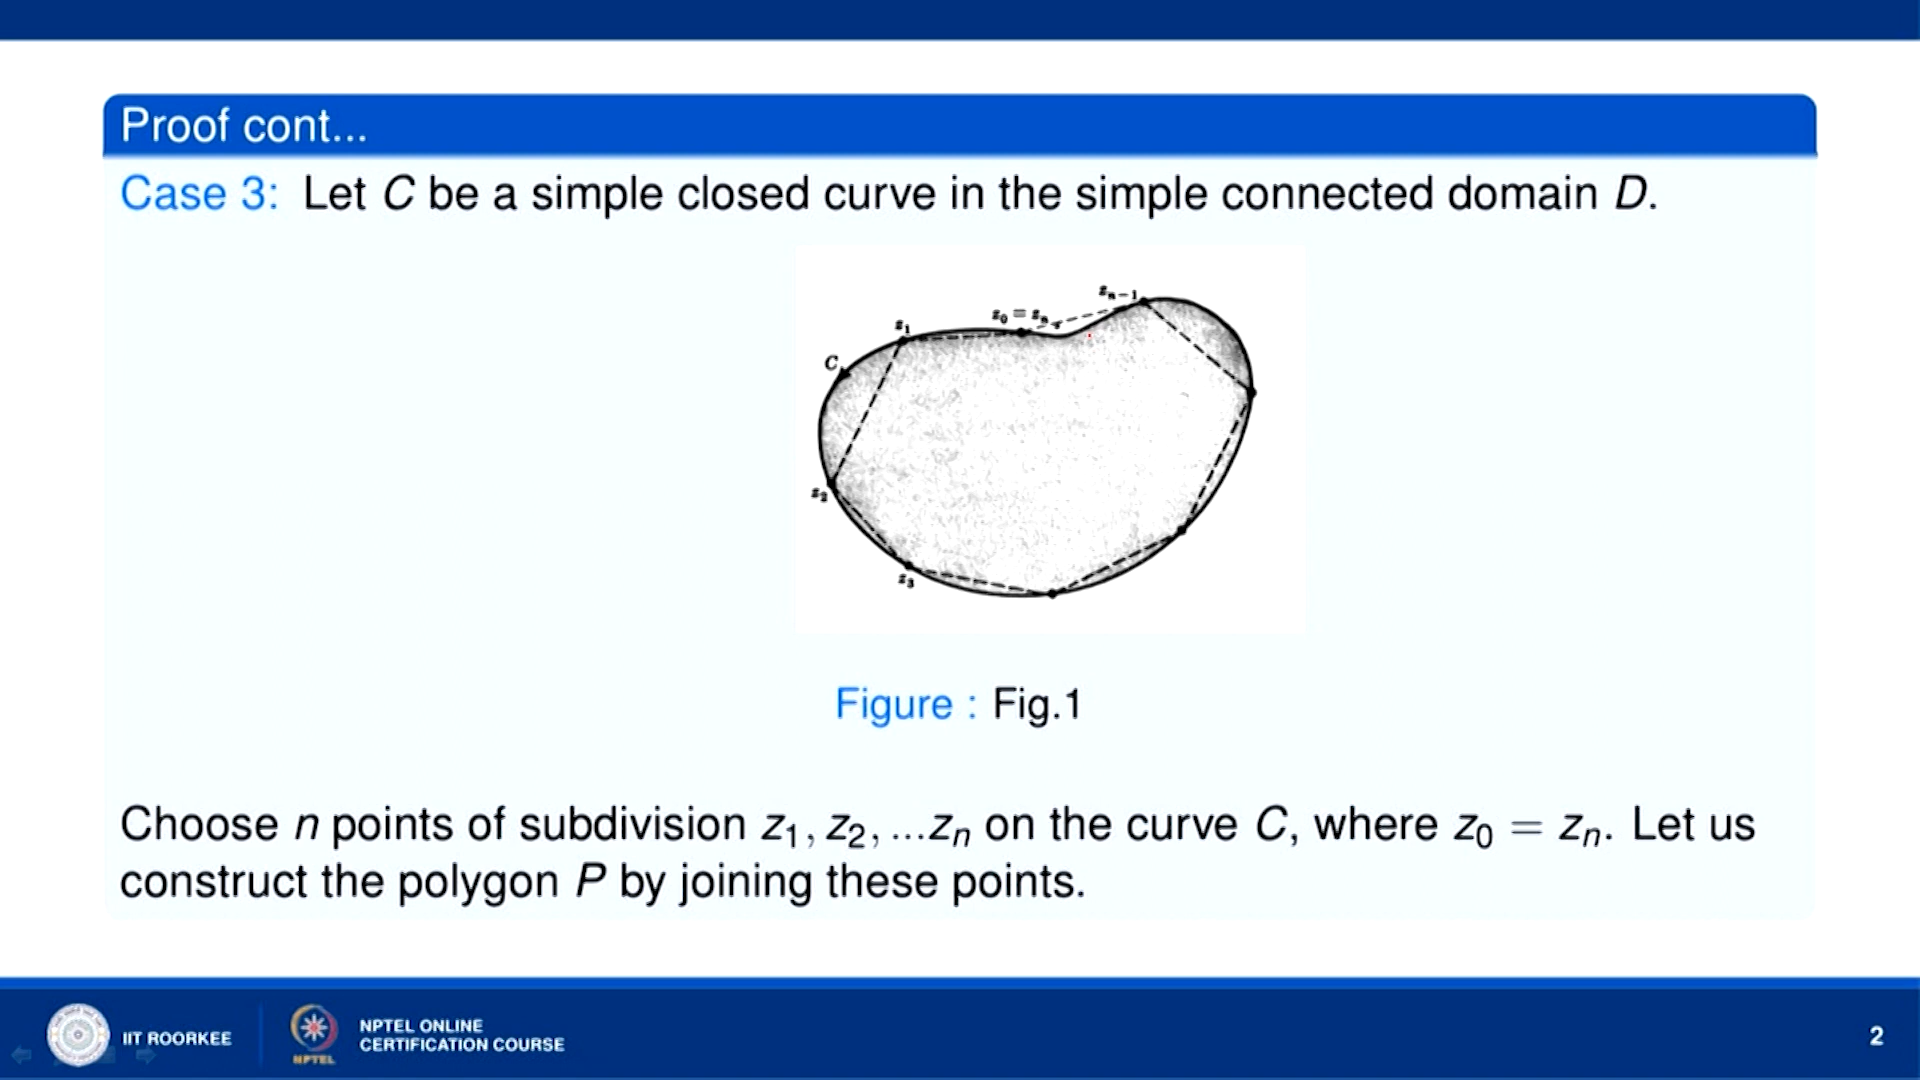 Proof cont...
Case 3: Let C be a simple closed curve in the simple connected domain D.
z₀ = zₙ
zₙ₋₁
z₁
C
z₂
z₃
Figure : Fig.1
Choose n points of subdivision z₁, z₂, ...zₙ on the curve C, where z₀ = zₙ. Let us
construct the polygon P by joining these points.
IIT ROORKEE
NPTEL
NPTEL ONLINE
CERTIFICATION COURSE
2